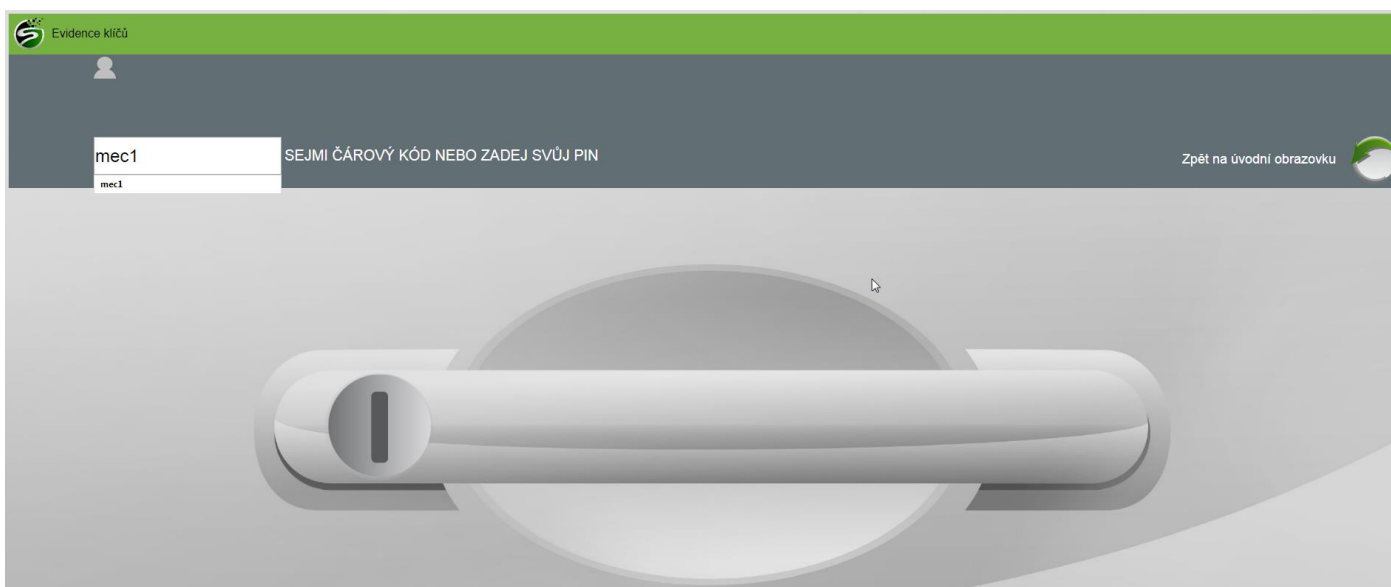 Evidence klíčů
mec1
SEJMI ČÁROVÝ KÓD NEBO ZADEJ SVŮJ PIN
Zpět na úvodní obrazovku
mec1